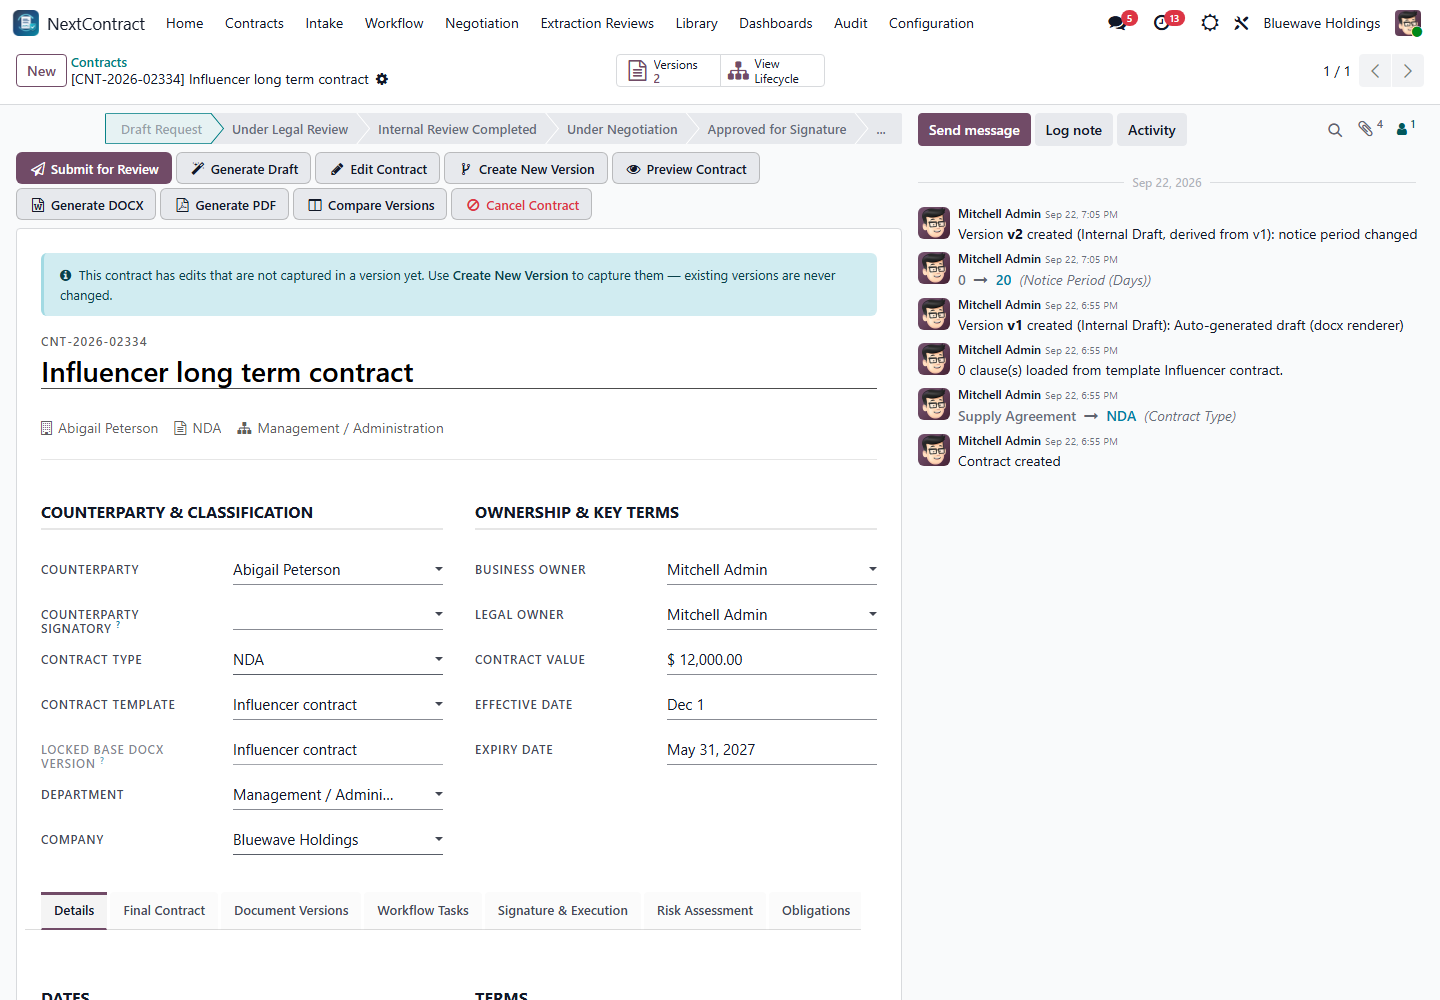 NextContract
Home
Contracts
Intake
Workflow
Negotiation
Extraction Reviews
Library
Dashboards
Audit
Configuration
5
13
Bluewave Holdings
New
Contracts
[CNT-2026-02334] Influencer long term contract
Versions
2
View
Lifecycle
1 / 1
Draft Request
Under Legal Review
Internal Review Completed
Under Negotiation
Approved for Signature
...
Submit for Review
Generate Draft
Edit Contract
Create New Version
Preview Contract
Generate DOCX
Generate PDF
Compare Versions
Cancel Contract
This contract has edits that are not captured in a version yet. Use Create New Version to capture them — existing versions are never
changed.
CNT-2026-02334
Influencer long term contract
Abigail Peterson
NDA
Management / Administration
COUNTERPARTY & CLASSIFICATION
COUNTERPARTY
Abigail Peterson
COUNTERPARTY
SIGNATORY ?
CONTRACT TYPE
NDA
CONTRACT TEMPLATE
Influencer contract
LOCKED BASE DOCX
VERSION ?
Influencer contract
DEPARTMENT
Management / Admini...
COMPANY
Bluewave Holdings
OWNERSHIP & KEY TERMS
BUSINESS OWNER
Mitchell Admin
LEGAL OWNER
Mitchell Admin
CONTRACT VALUE
$ 12,000.00
EFFECTIVE DATE
Dec 1
EXPIRY DATE
May 31, 2027
Details
Final Contract
Document Versions
Workflow Tasks
Signature & Execution
Risk Assessment
Obligations
DATES
TERMS
Send message
Log note
Activity
4
1
Sep 22, 2026
Mitchell Admin Sep 22, 7:05 PM
Version v2 created (Internal Draft, derived from v1): notice period changed
Mitchell Admin Sep 22, 7:05 PM
0 → 20 (Notice Period (Days))
Mitchell Admin Sep 22, 6:55 PM
Version v1 created (Internal Draft): Auto-generated draft (docx renderer)
Mitchell Admin Sep 22, 6:55 PM
0 clause(s) loaded from template Influencer contract.
Mitchell Admin Sep 22, 6:55 PM
Supply Agreement → NDA (Contract Type)
Mitchell Admin Sep 22, 6:55 PM
Contract created